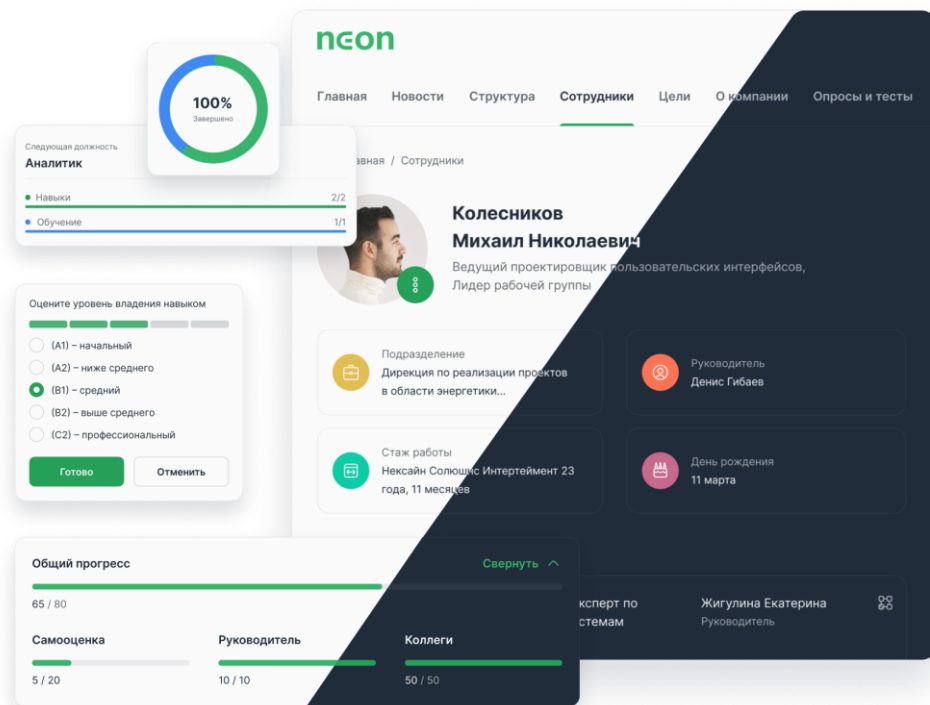 neon
Главная Новости Структура Сотрудники Цели О компании Опросы и тесты
100%
Завершено
Следующая должность
Аналитик
Навыки 2/2
Обучение 1/1
/ Сотрудники
Колесников
Михаил Николаевич
Ведущий проектировщик пользовательских интерфейсов,
Лидер рабочей группы
Оцените уровень владения навыком
(A1) – начальный
(A2) – ниже среднего
(B1) – средний
(B2) – выше среднего
(C2) – профессиональный
Готово Отменить
Подразделение
Дирекция по реализации проектов
в области энергетики...
Руководитель
Денис Гибаев
Стаж работы
Нексайн Солюшнс Интертеймент 23
года, 11 месяцев
День рождения
11 марта
Общий прогресс Свернуть
65 / 80
Самооценка Руководитель Коллеги
5 / 20 10 / 10 50 / 50
ксперт по
стемам
Жигулина Екатерина
Руководитель